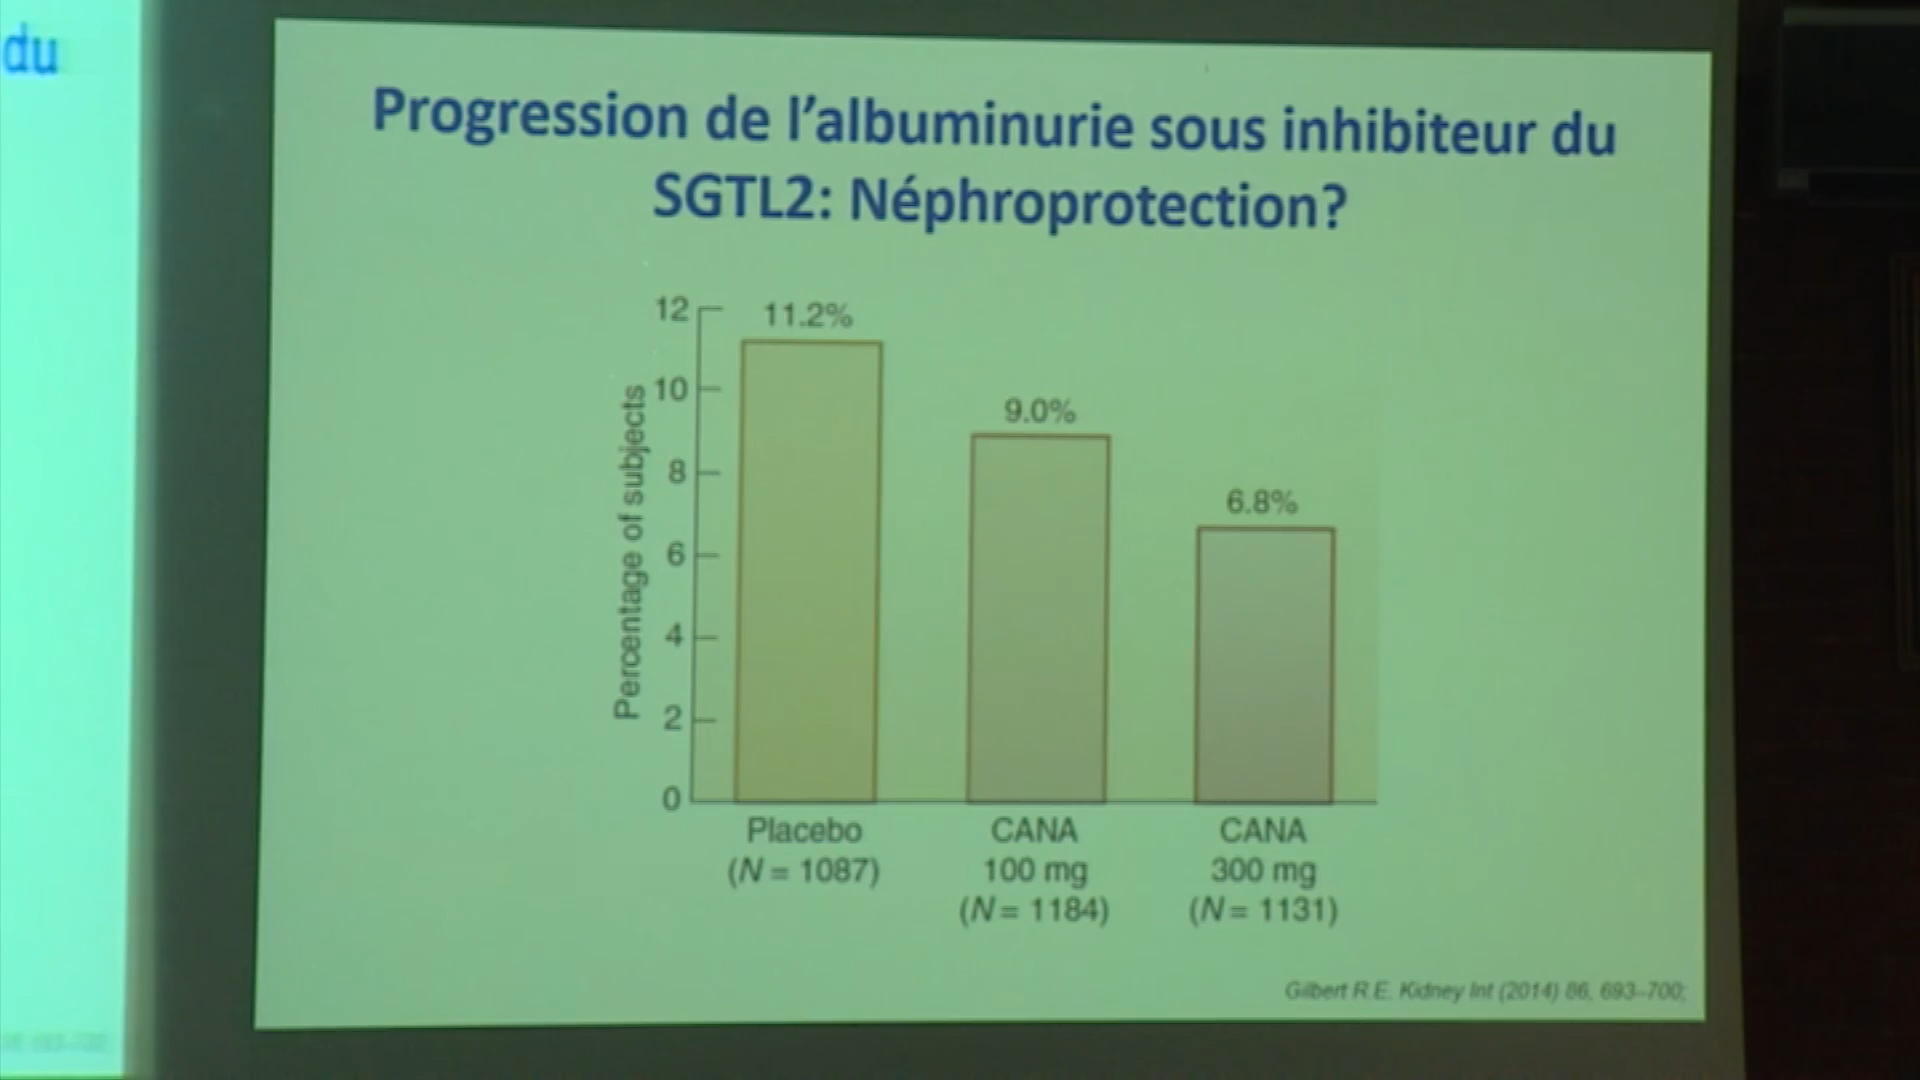 du
Progression de l'albuminurie sous inhibiteur du
SGTL2: Néphroprotection?
12
10
8
6
4
2
0
Percentage of subjects
11.2%
9.0%
6.8%
Placebo
(N = 1087)
CANA
100 mg
(N = 1184)
CANA
300 mg
(N = 1131)
Gilbert R.E. Kidney Int (2014) 86, 693–700;